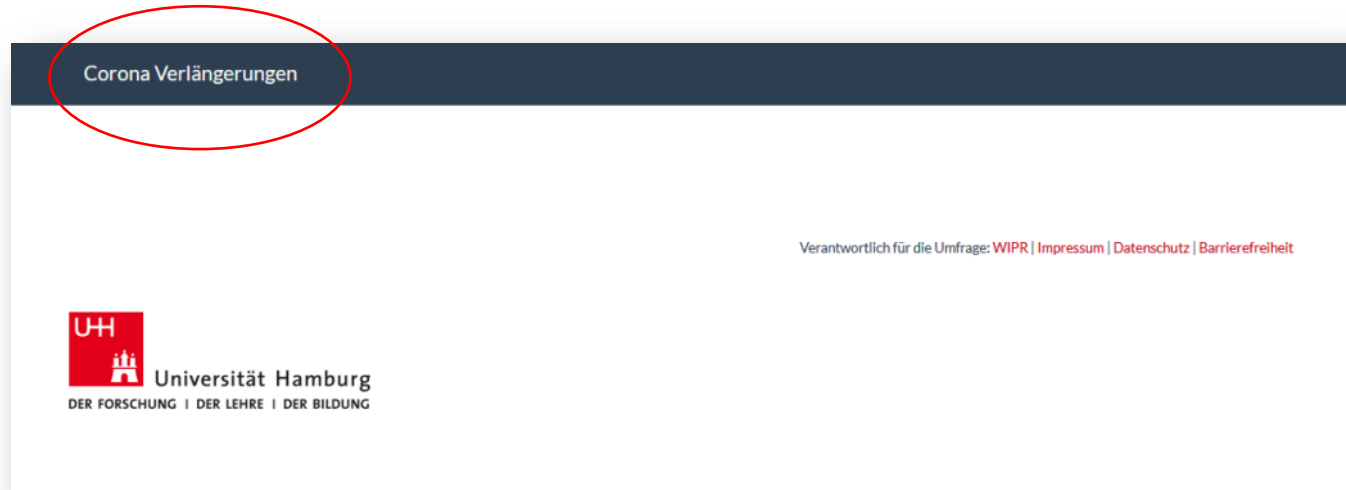 Corona Verlängerungen
Verantwortlich für die Umfrage: WIPR | Impressum | Datenschutz | Barrierefreiheit
UHH
Universität Hamburg
DER FORSCHUNG | DER LEHRE | DER BILDUNG